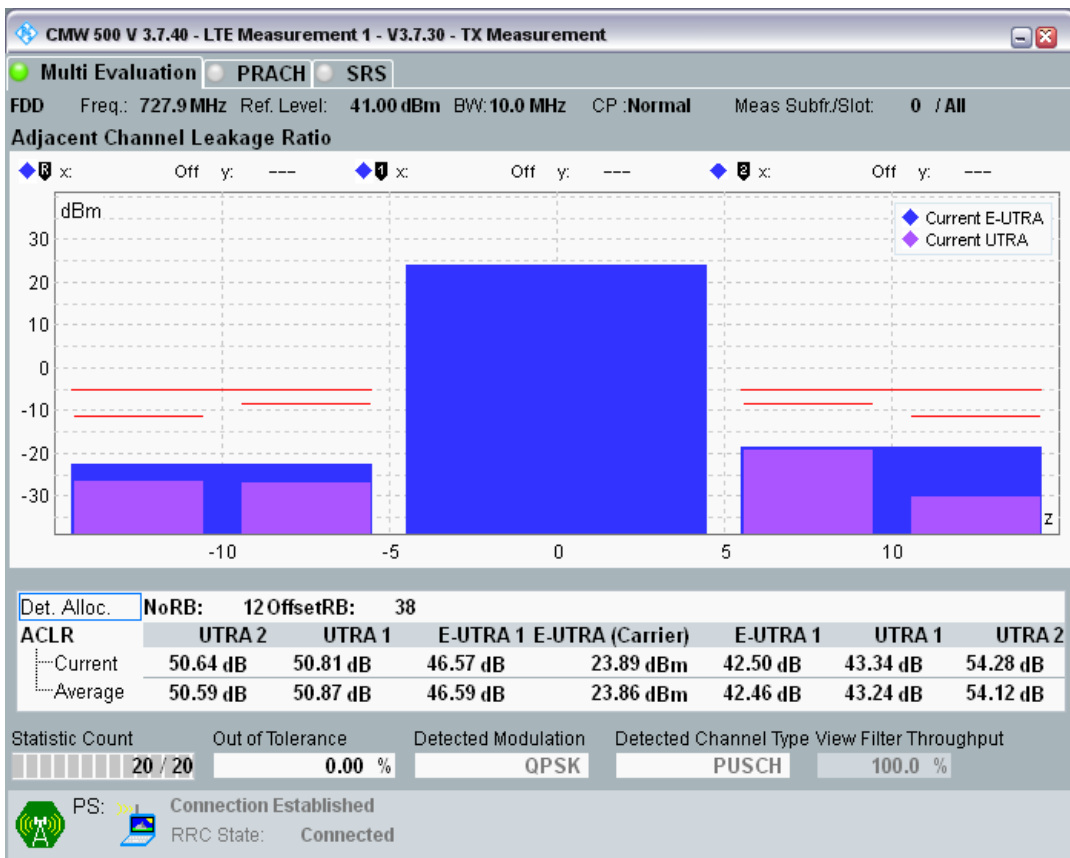 CMW 500 V 3.7.40 - LTE Measurement 1 - V3.7.30 - TX Measurement
Multi Evaluation PRACH SRS
FDD Freq.: 727.9 MHz Ref. Level: 41.00 dBm BW: 10.0 MHz CP :Normal Meas Subfr./Slot: 0 / All
Adjacent Channel Leakage Ratio
R x: Off y: --- 1 x: Off y: --- 2 x: Off y: ---
dBm
Current E-UTRA
Current UTRA
30
20
10
0
-10
-20
-30
z
-10 -5 0 5 10
Det. Alloc. NoRB: 12 OffsetRB: 38
ACLR UTRA 2 UTRA 1 E-UTRA 1 E-UTRA (Carrier) E-UTRA 1 UTRA 1 UTRA 2
Current 50.64 dB 50.81 dB 46.57 dB 23.89 dBm 42.50 dB 43.34 dB 54.28 dB
Average 50.59 dB 50.87 dB 46.59 dB 23.86 dBm 42.46 dB 43.24 dB 54.12 dB
Statistic Count Out of Tolerance Detected Modulation Detected Channel Type View Filter Throughput
20 / 20 0.00 % QPSK PUSCH 100.0 %
PS: Connection Established
RRC State: Connected